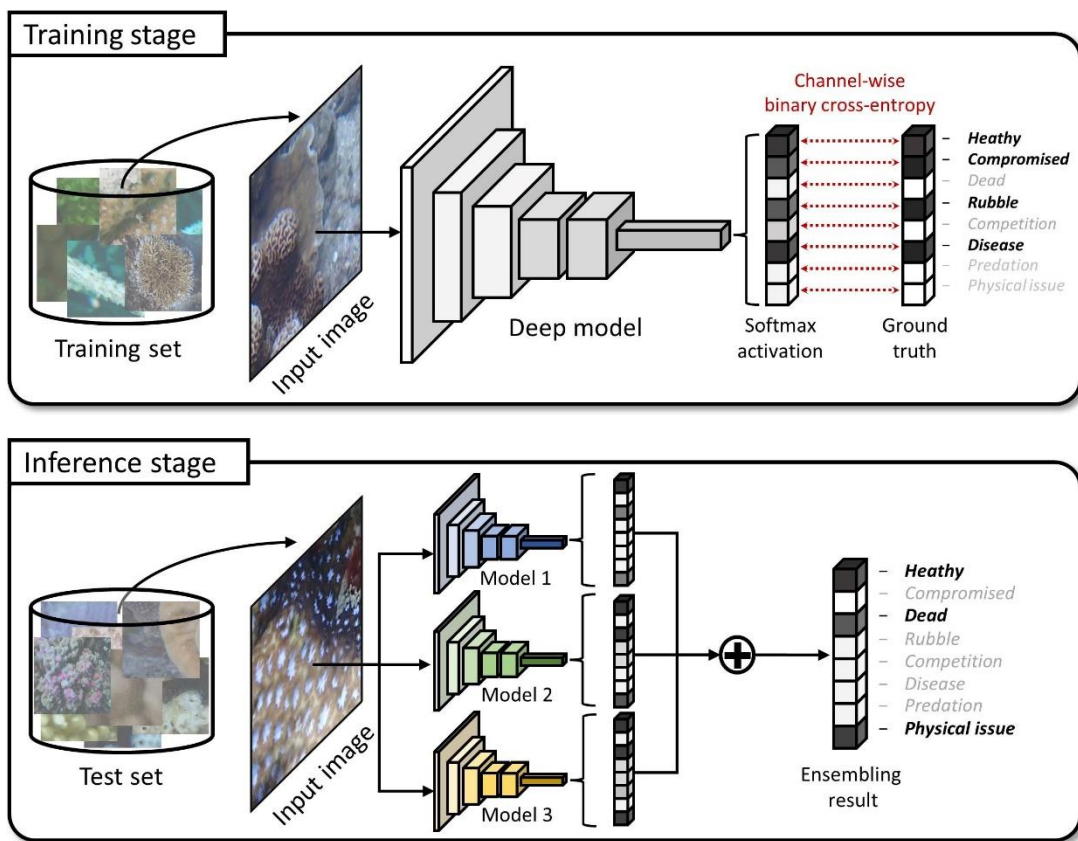 Training stage
Channel-wise
binary cross-entropy
Heathy
Compromised
Dead
Rubble
Competition
Disease
Predation
Physical issue
Training set
Input image
Deep model
Softmax
activation
Ground
truth
Inference stage
Model 1
Model 2
Model 3
Test set
Input image
Heathy
Compromised
Dead
Rubble
Competition
Disease
Predation
Physical issue
Ensembling
result